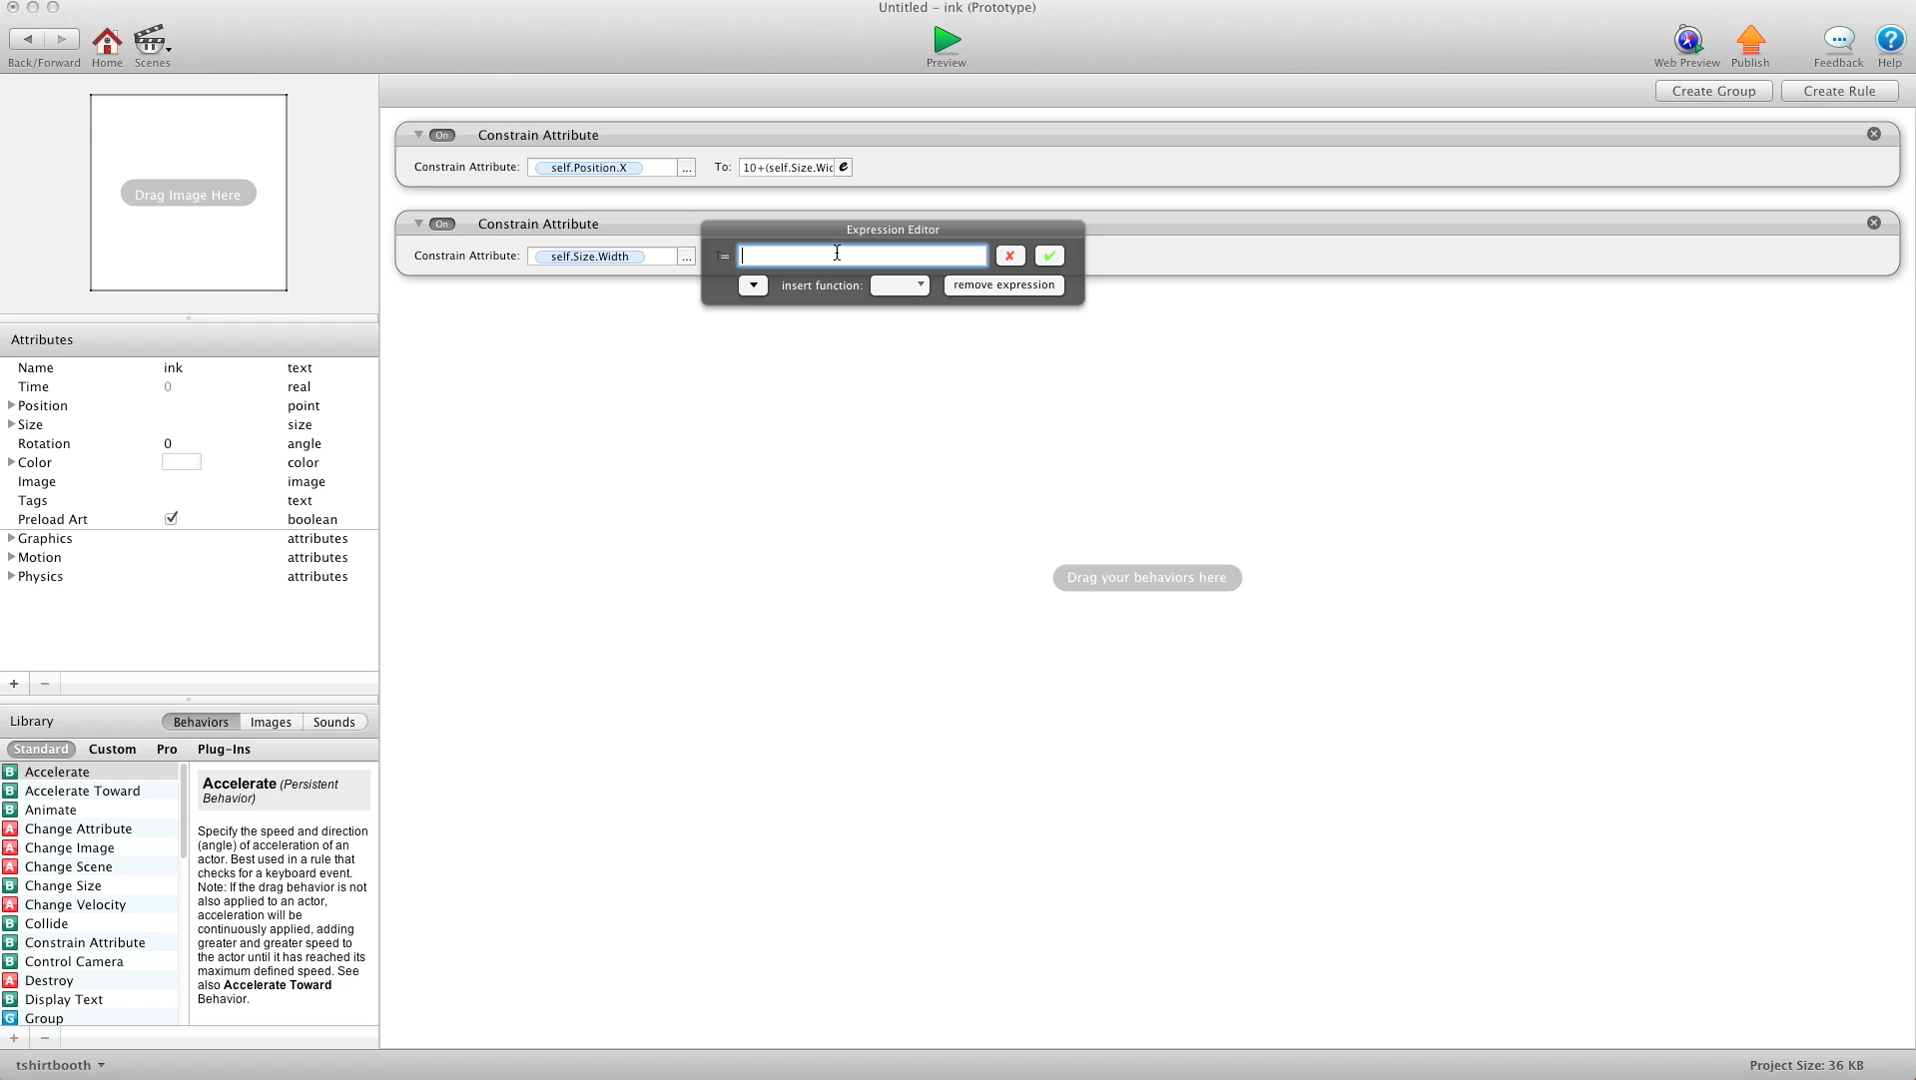 Untitled - ink (Prototype)
Back/Forward
Home
Scenes
Preview
Web Preview
Publish
Feedback
Help
Create Group
Create Rule
Drag Image Here
On
Constrain Attribute
Constrain Attribute:
self.Position.X
...
To:
10+(self.Size.Wid
e
On
Constrain Attribute
Constrain Attribute:
self.Size.Width
...
Expression Editor
=
insert function:
remove expression
Drag your behaviors here
Attributes
Name ink text
Time 0 real
Position point
Size size
Rotation 0 angle
Color color
Image image
Tags text
Preload Art boolean
Graphics attributes
Motion attributes
Physics attributes
+ −
Library
Behaviors
Images
Sounds
Standard
Custom
Pro
Plug-Ins
B Accelerate
B Accelerate Toward
B Animate
A Change Attribute
A Change Image
A Change Scene
B Change Size
A Change Velocity
B Collide
B Constrain Attribute
B Control Camera
A Destroy
B Display Text
G Group
Accelerate (Persistent
Behavior)
Specify the speed and direction
(angle) of acceleration of an
actor. Best used in a rule that
checks for a keyboard event.
Note: If the drag behavior is not
also applied to an actor,
acceleration will be
continuously applied, adding
greater and greater speed to
the actor until it has reached its
maximum defined speed. See
also Accelerate Toward
Behavior.
+ −
tshirtbooth
Project Size: 36 KB